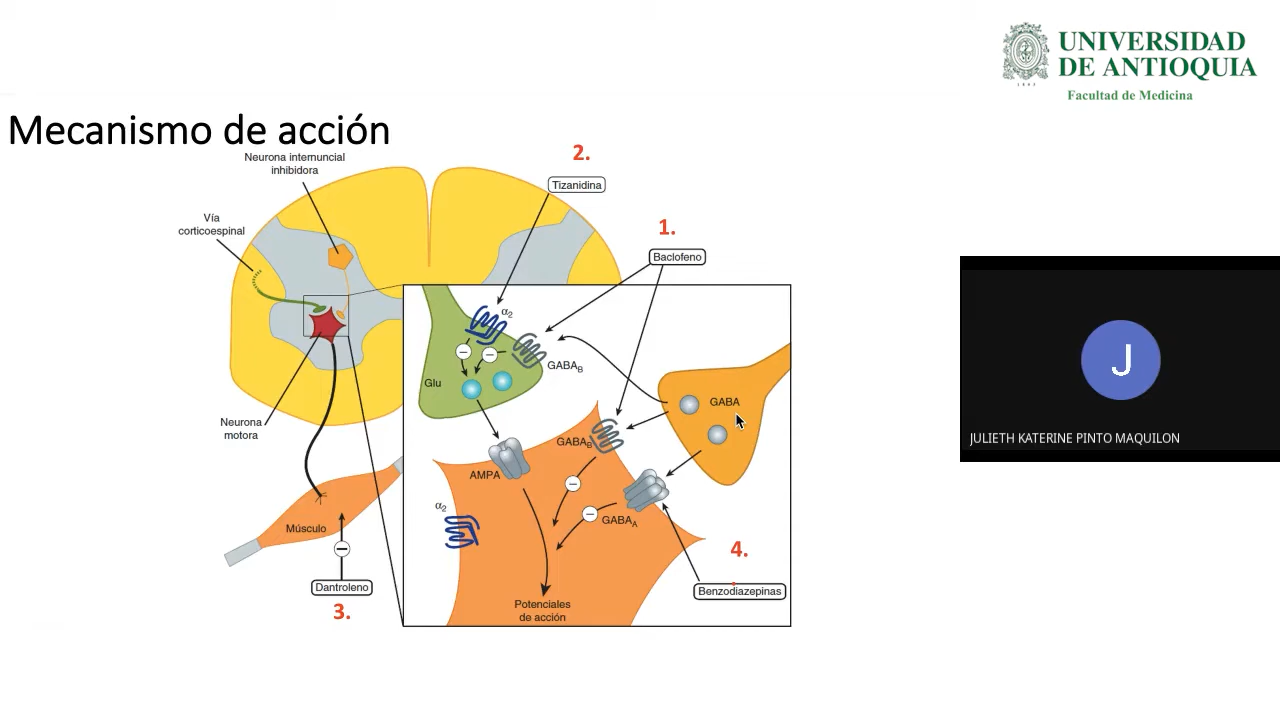 UNIVERSIDAD
DE ANTIOQUIA
1803
Facultad de Medicina
Mecanismo de acción
Neurona internuncial
inhibidora
2.
Tizanidina
Vía
corticoespinal
1.
Baclofeno
α2
GABAB
Glu
GABA
Neurona
motora
GABAB
AMPA
α2
GABAA
Músculo
4.
Dantroleno
Benzodiazepinas
3.
Potenciales
de acción
J
JULIETH KATERINE PINTO MAQUILON